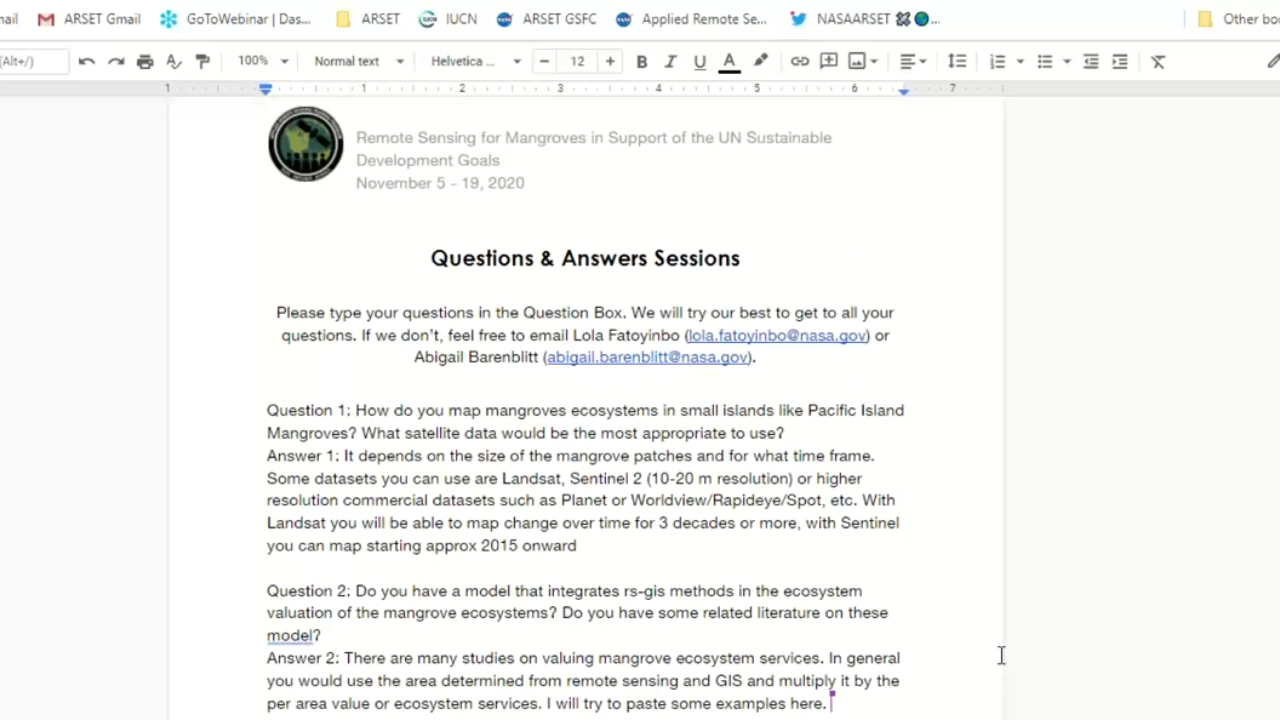 ail ARSET Gmail GoToWebinar | Das... ARSET IUCN ARSET GSFC Applied Remote Se... NASAARSET ... Other bo
(Alt+/) 100% Normal text Helvetica ... 12 B I U A
1 1 2 3 4 5 6 7
Remote Sensing for Mangroves in Support of the UN Sustainable
Development Goals
November 5 - 19, 2020
Questions & Answers Sessions
Please type your questions in the Question Box. We will try our best to get to all your
questions. If we don't, feel free to email Lola Fatoyinbo (lola.fatoyinbo@nasa.gov) or
Abigail Barenblitt (abigail.barenblitt@nasa.gov).
Question 1: How do you map mangroves ecosystems in small islands like Pacific Island
Mangroves? What satellite data would be the most appropriate to use?
Answer 1: It depends on the size of the mangrove patches and for what time frame.
Some datasets you can use are Landsat, Sentinel 2 (10-20 m resolution) or higher
resolution commercial datasets such as Planet or Worldview/Rapideye/Spot, etc. With
Landsat you will be able to map change over time for 3 decades or more, with Sentinel
you can map starting approx 2015 onward
Question 2: Do you have a model that integrates rs-gis methods in the ecosystem
valuation of the mangrove ecosystems? Do you have some related literature on these
model?
Answer 2: There are many studies on valuing mangrove ecosystem services. In general
you would use the area determined from remote sensing and GIS and multiply it by the
per area value or ecosystem services. I will try to paste some examples here.